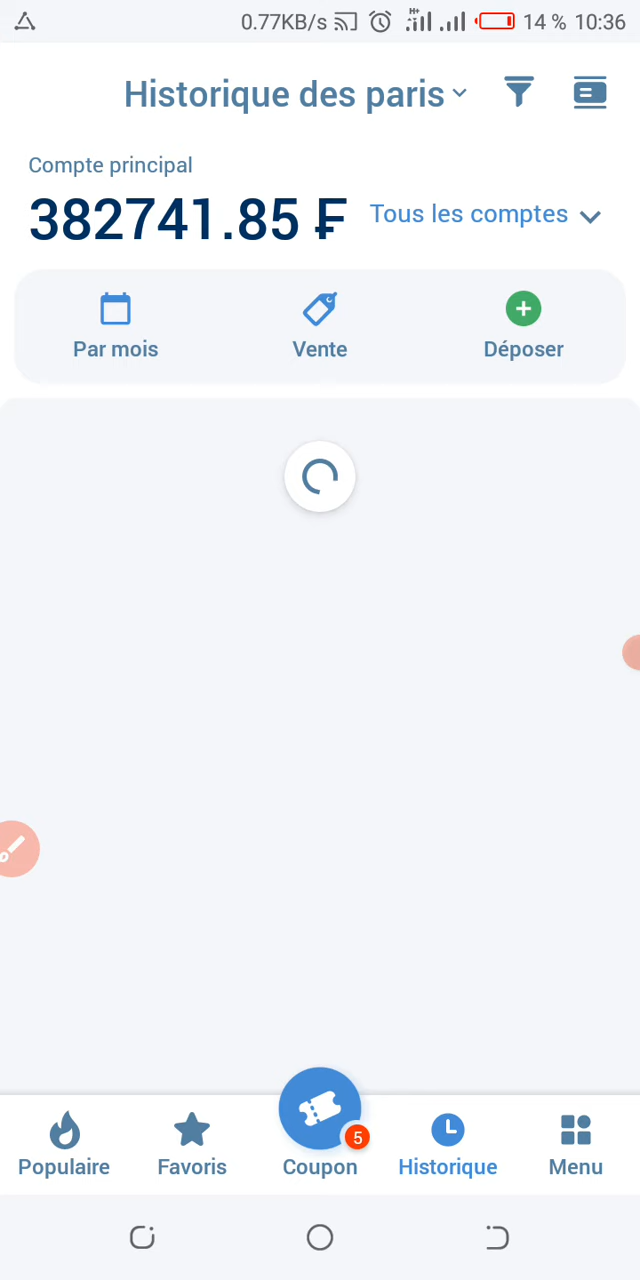 0.77KB/s H+ 14 % 10:36
Historique des paris
Compte principal
382741.85 ₣ Tous les comptes
Par mois Vente Déposer
5
Populaire Favoris Coupon Historique Menu